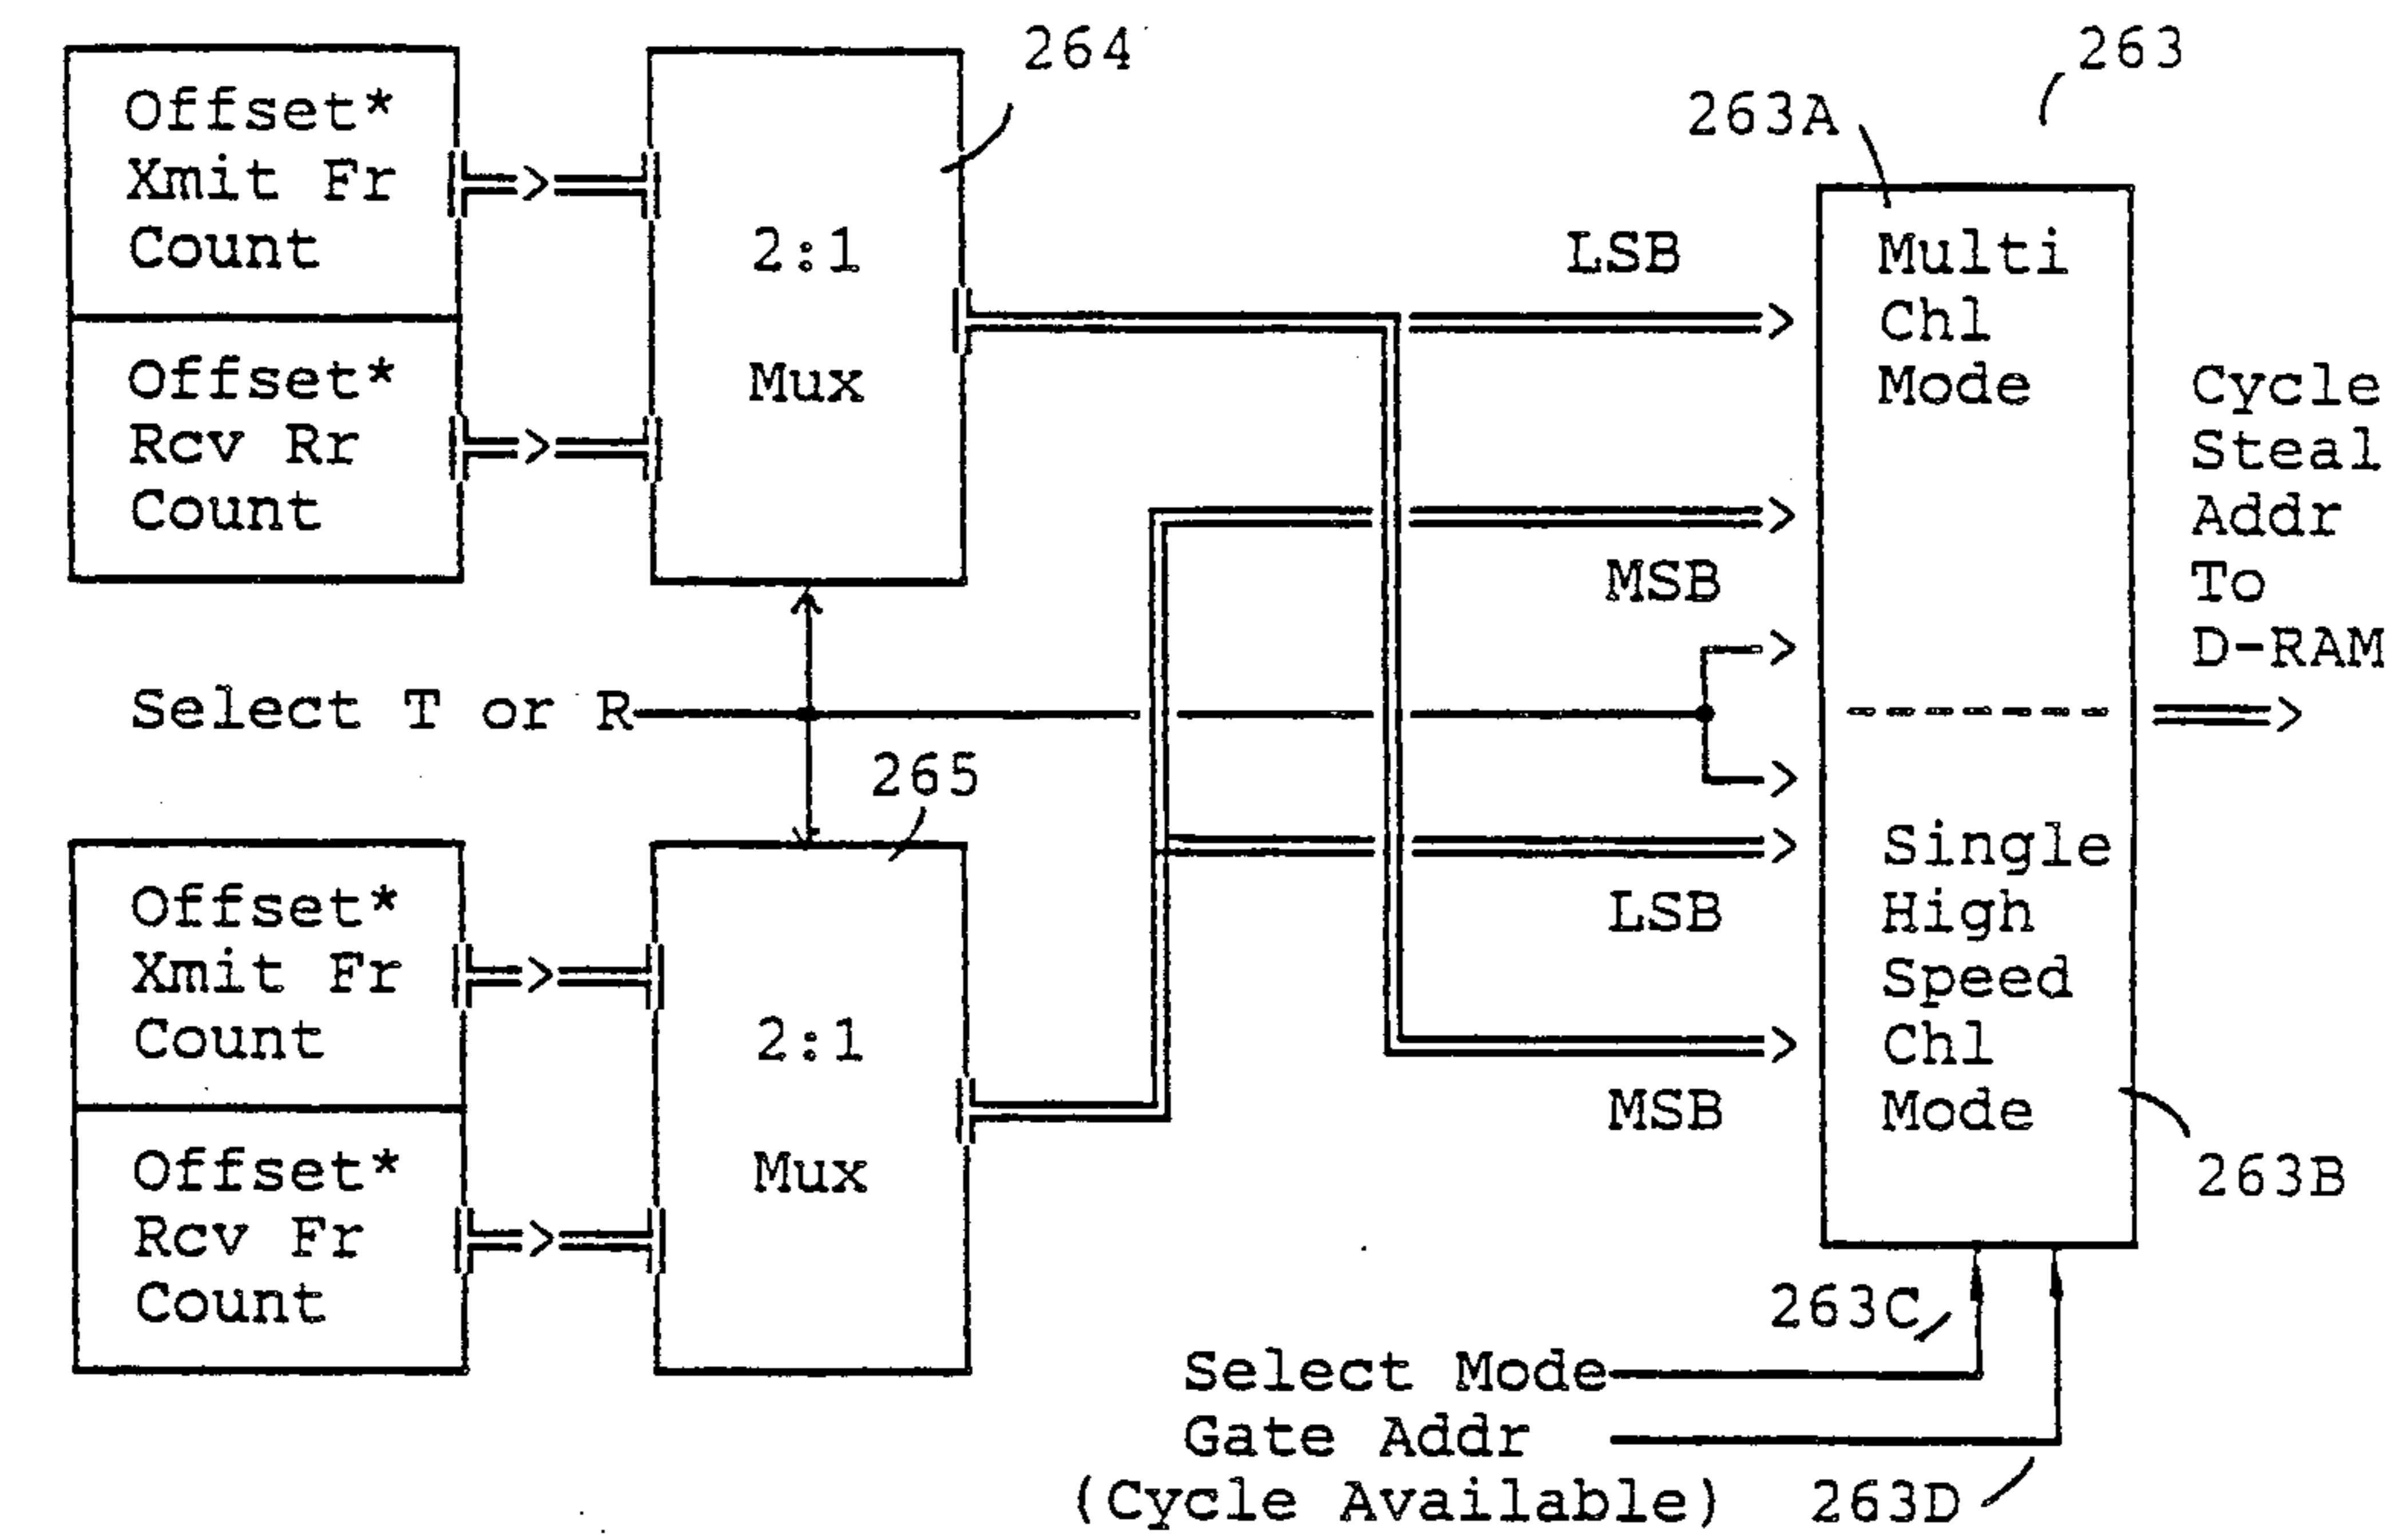 264
263
263A
Offset*
Xmit Fr
Count
Offset*
Rcv Rr
Count
2:1
Mux
LSB
MSB
Multi
Chl
Mode
Cycle
Steal
Addr
To
D-RAM
Select T or R
265
Offset*
Xmit Fr
Count
Offset*
Rcv Fr
Count
2:1
Mux
LSB
MSB
Single
High
Speed
Chl
Mode
263B
263C
Select Mode
Gate Addr
(Cycle Available)
263D